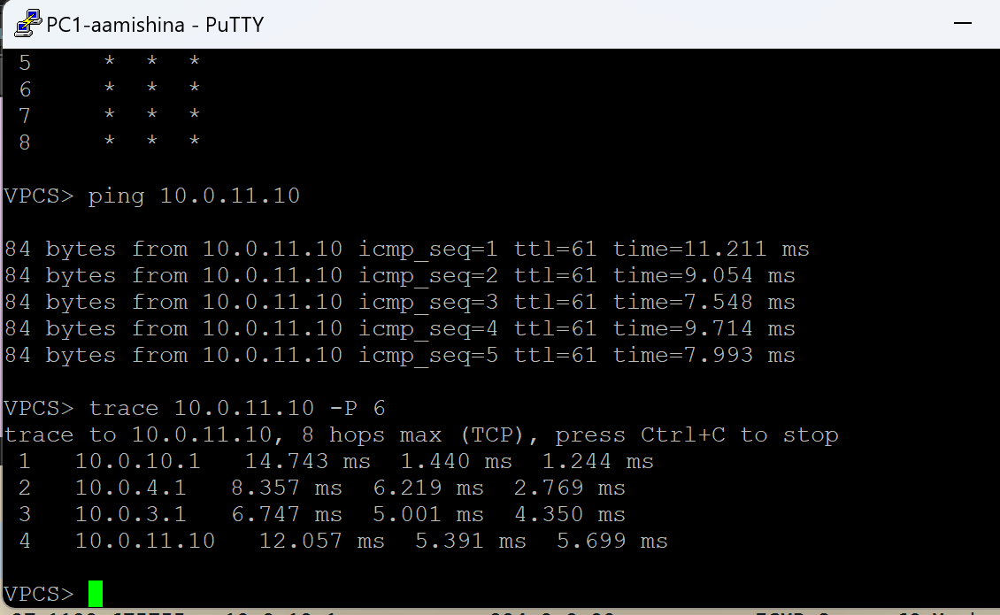 PC1-aamishina - PuTTY
5 * * *
6 * * *
7 * * *
8 * * *
VPCS> ping 10.0.11.10
84 bytes from 10.0.11.10 icmp_seq=1 ttl=61 time=11.211 ms
84 bytes from 10.0.11.10 icmp_seq=2 ttl=61 time=9.054 ms
84 bytes from 10.0.11.10 icmp_seq=3 ttl=61 time=7.548 ms
84 bytes from 10.0.11.10 icmp_seq=4 ttl=61 time=9.714 ms
84 bytes from 10.0.11.10 icmp_seq=5 ttl=61 time=7.993 ms
VPCS> trace 10.0.11.10 -P 6
trace to 10.0.11.10, 8 hops max (TCP), press Ctrl+C to stop
1 10.0.10.1 14.743 ms 1.440 ms 1.244 ms
2 10.0.4.1 8.357 ms 6.219 ms 2.769 ms
3 10.0.3.1 6.747 ms 5.001 ms 4.350 ms
4 10.0.11.10 12.057 ms 5.391 ms 5.699 ms
VPCS>